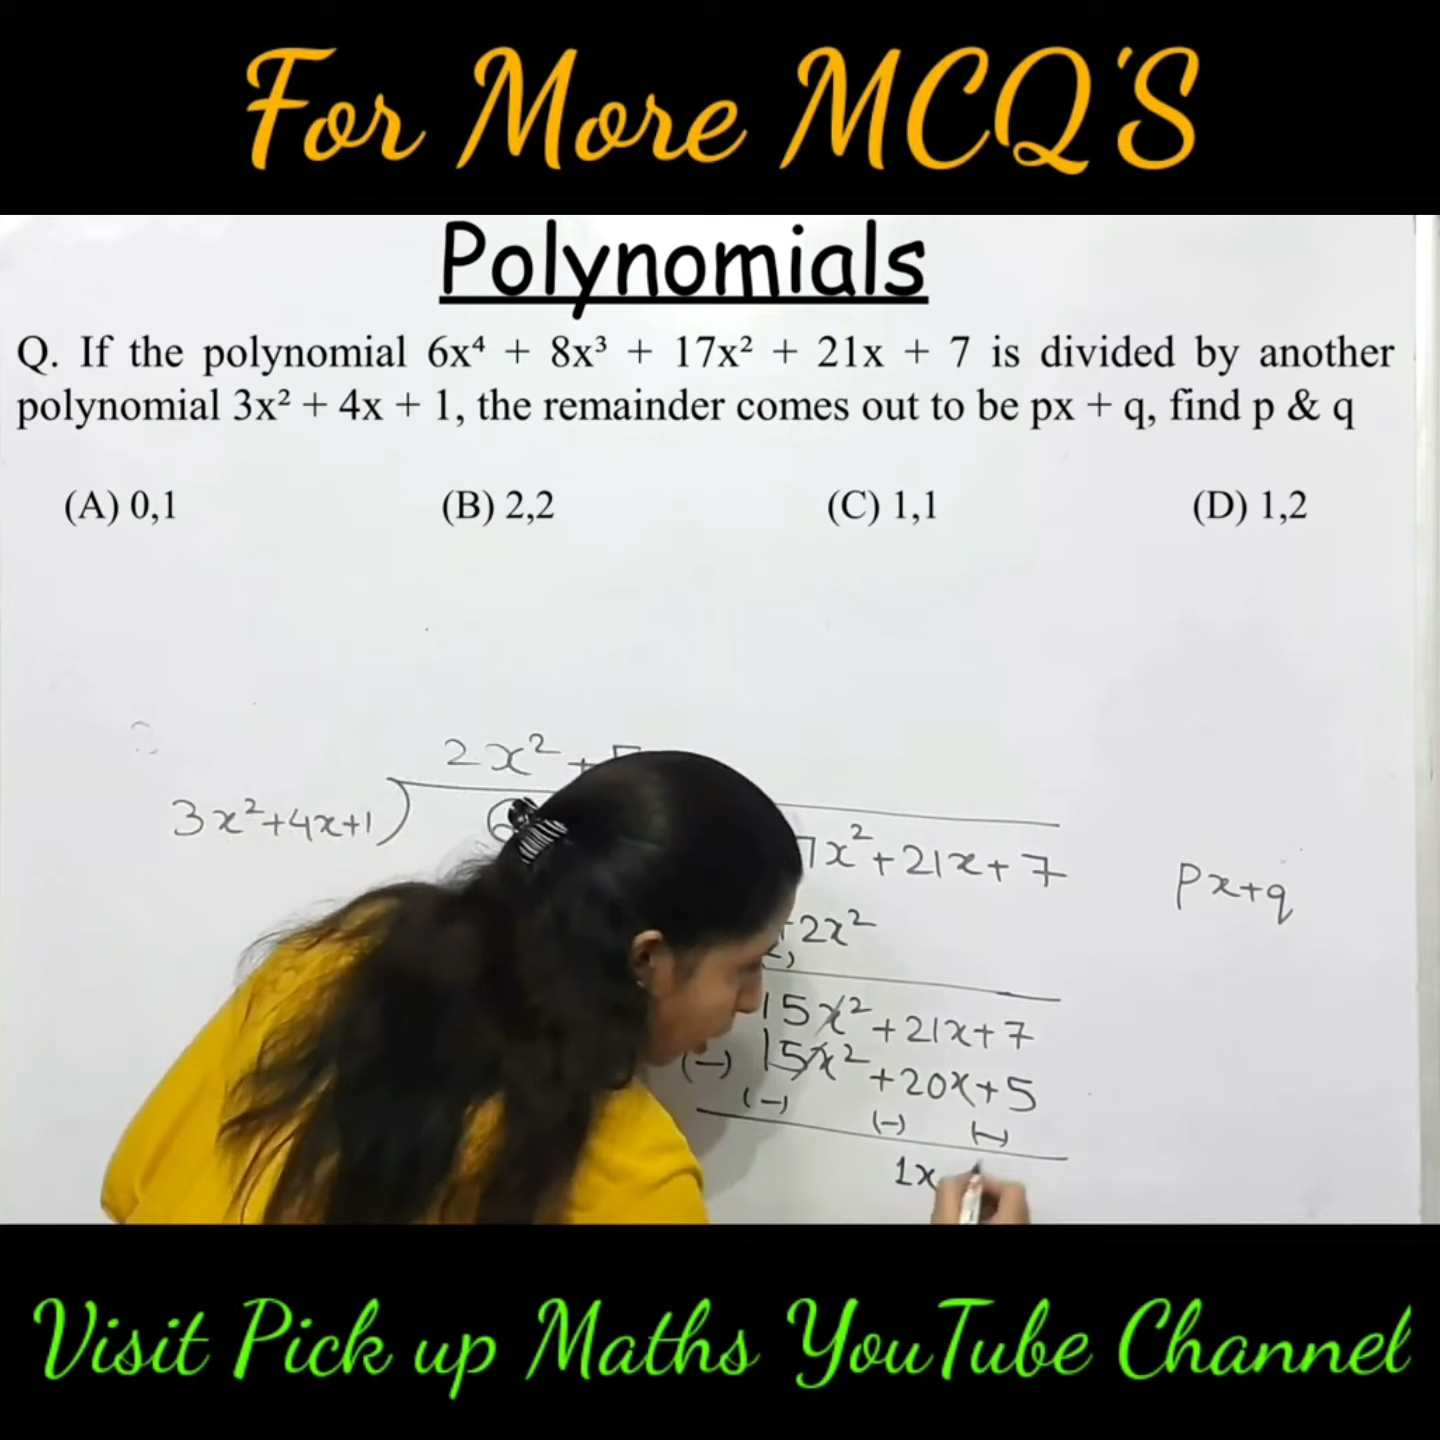 For More MCQ'S
Polynomials
Q. If the polynomial 6x⁴ + 8x³ + 17x² + 21x + 7 is divided by another
polynomial 3x² + 4x + 1, the remainder comes out to be px + q, find p & q
(A) 0,1 (B) 2,2 (C) 1,1 (D) 1,2
2x² +
3x²+4x+1
7x²+21x+7
px+q
+2x²
(-)
15x²+21x+7
(-) 15x²+20x+5
(-) (-) (-)
1x
Visit Pick up Maths YouTube Channel